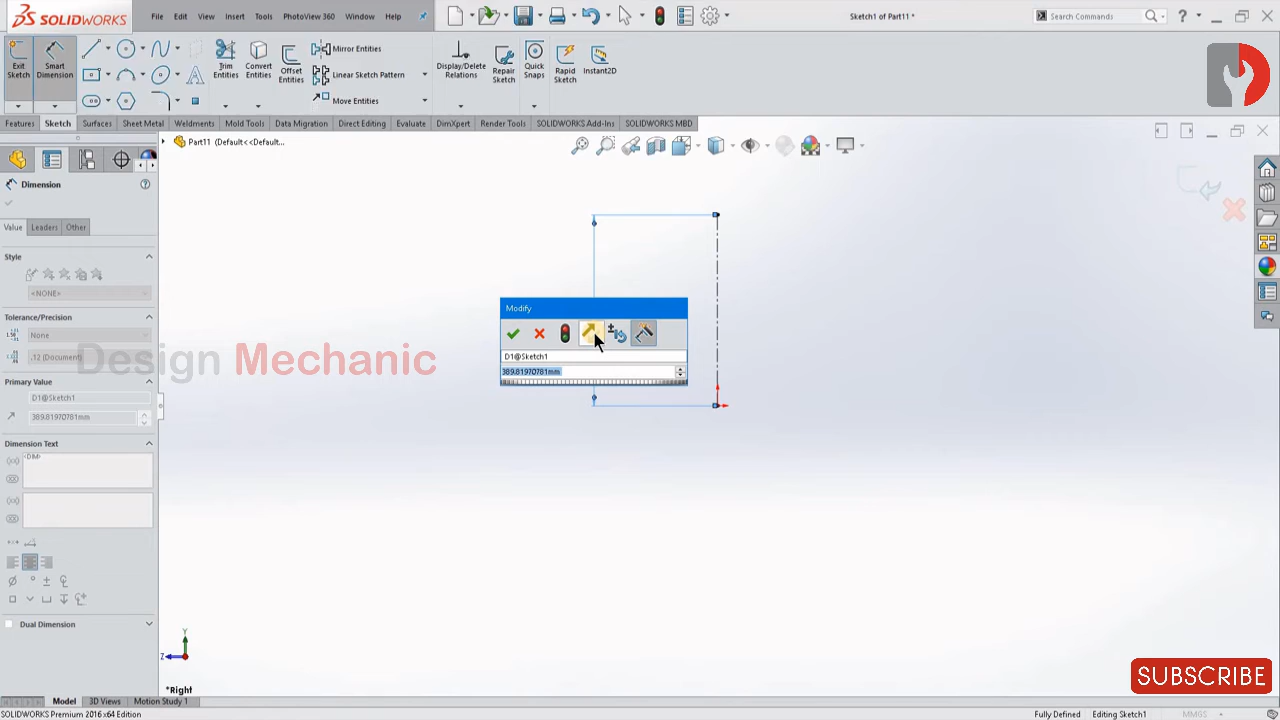 SOLIDWORKS
File Edit View Insert Tools PhotoView 360 Window Help
Sketch1 of Part11 *
Search Commands
Exit Sketch
Smart Dimension
Trim Entities
Convert Entities
Offset Entities
Mirror Entities
Linear Sketch Pattern
Move Entities
Display/Delete Relations
Repair Sketch
Quick Snaps
Rapid Sketch
Instant2D
Features Sketch Surfaces Sheet Metal Weldments Mold Tools Data Migration Direct Editing Evaluate DimXpert Render Tools SOLIDWORKS Add-Ins SOLIDWORKS MBD
Part11 (Default<<Default...
Dimension
Value Leaders Other
Style
<NONE>
Tolerance/Precision
None
.12 (Document)
Design Mechanic
Primary Value
D1@Sketch1
389.81970781mm
Dimension Text
<DIM>
Dual Dimension
Modify
D1@Sketch1
389.81970781mm
Y
Z
*Right
SUBSCRIBE
Model 3D Views Motion Study 1
SOLIDWORKS Premium 2016 x64 Edition
Fully Defined Editing Sketch1 MMGS